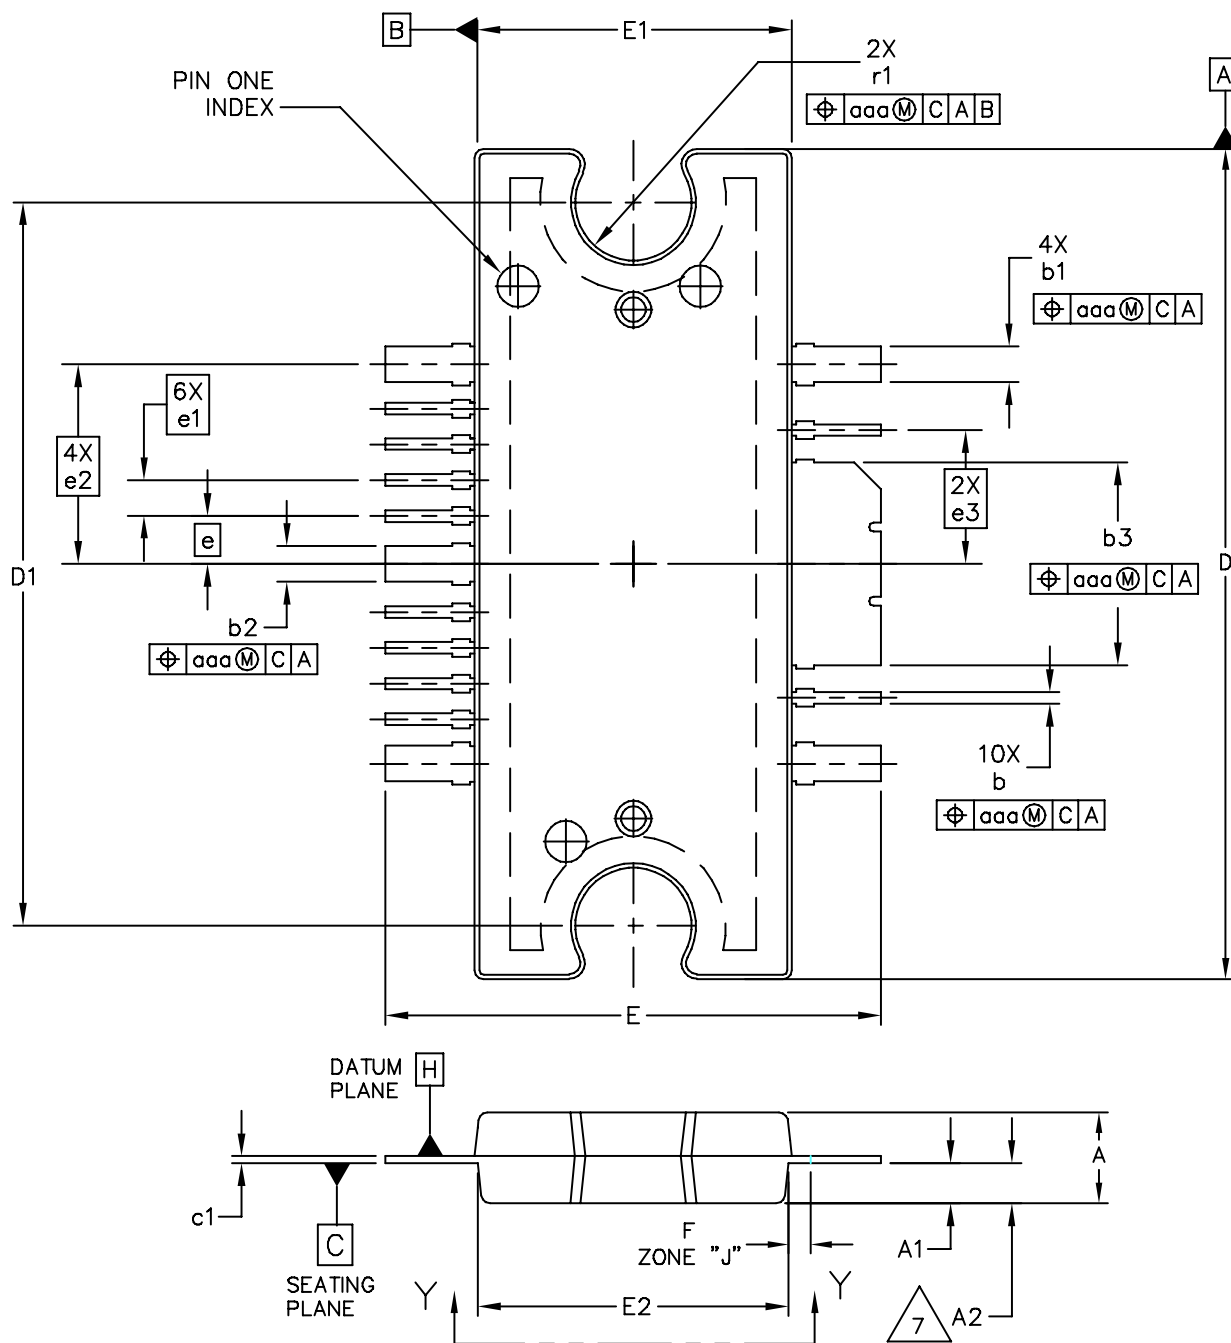 B
E1
2X
r1
⌖ aaa Ⓜ C A B
A
PIN ONE
INDEX
4X
b1
⌖ aaa Ⓜ C A
6X
e1
4X
e2
2X
e3
e
b3
⌖ aaa Ⓜ C A
D1
D
b2
⌖ aaa Ⓜ C A
10X
b
⌖ aaa Ⓜ C A
E
DATUM
PLANE
H
A
c1
C
SEATING
PLANE
F
ZONE "J"
A1
Y
Y
E2
7
A2